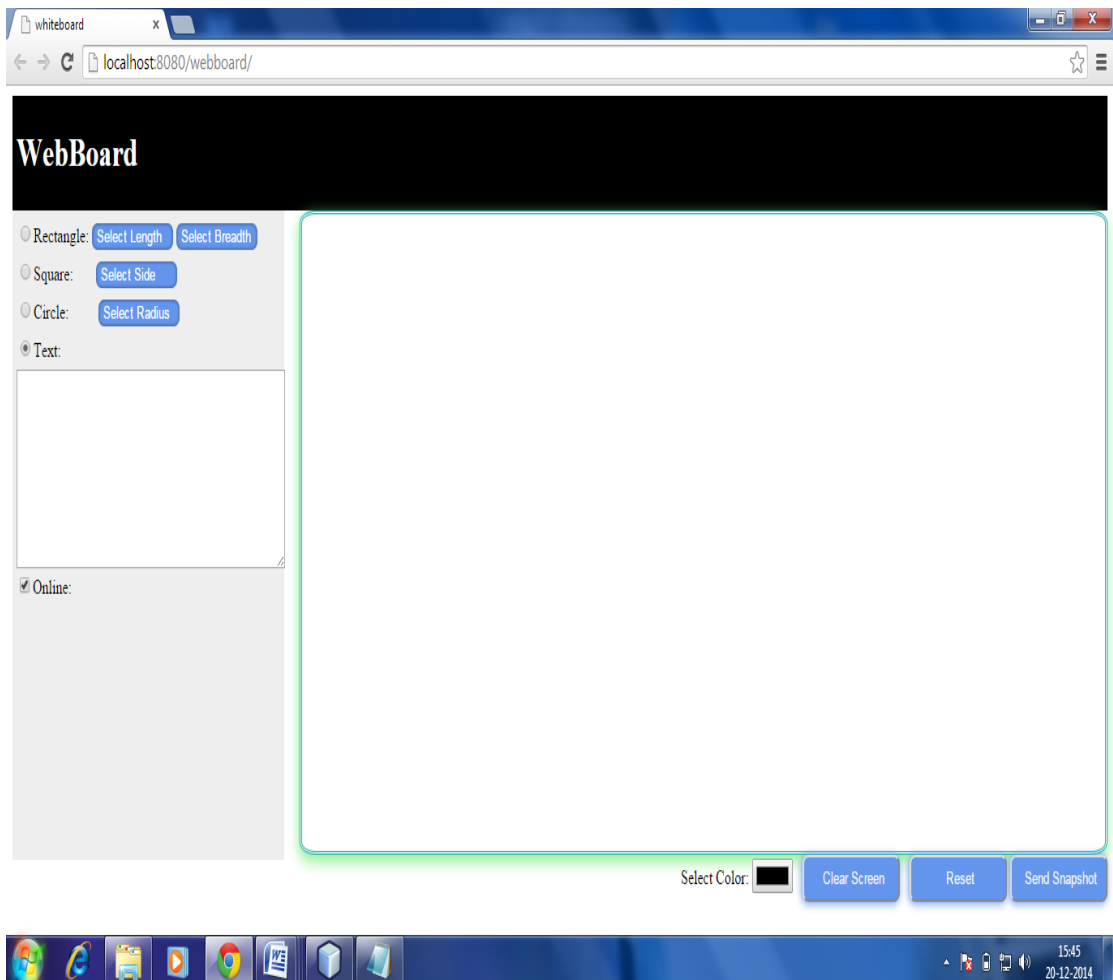 whiteboard
localhost:8080/webboard/
WebBoard
Rectangle: Select Length Select Breadth
Square: Select Side
Circle: Select Radius
Text:
Online:
Select Color: Clear Screen Reset Send Snapshot
15:45
20-12-2014